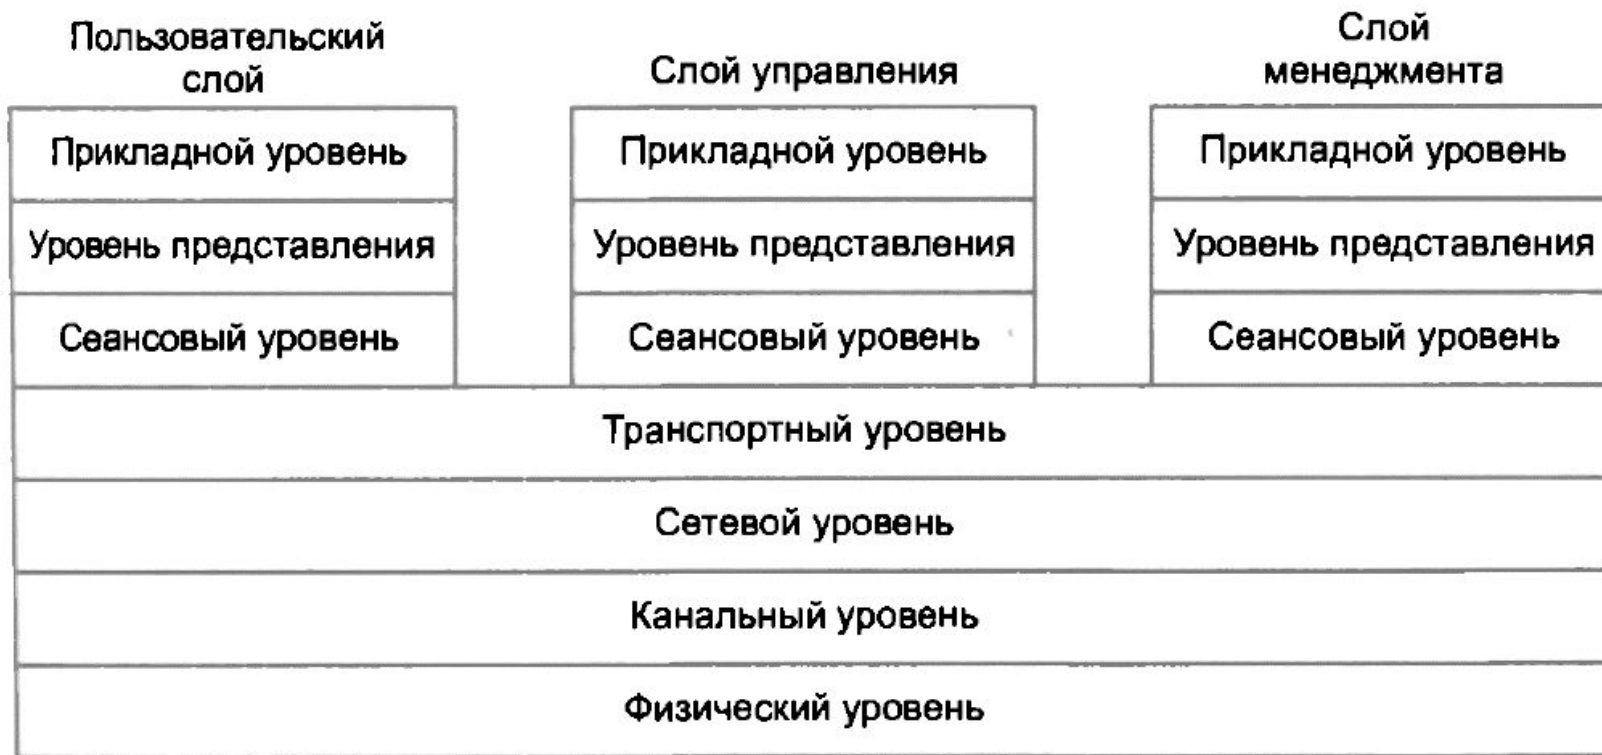 Пользовательский
слой
Слой управления
Слой
менеджмента
Прикладной уровень
Прикладной уровень
Прикладной уровень
Уровень представления
Уровень представления
Уровень представления
Сеансовый уровень
Сеансовый уровень
Сеансовый уровень
Транспортный уровень
Сетевой уровень
Канальный уровень
Физический уровень